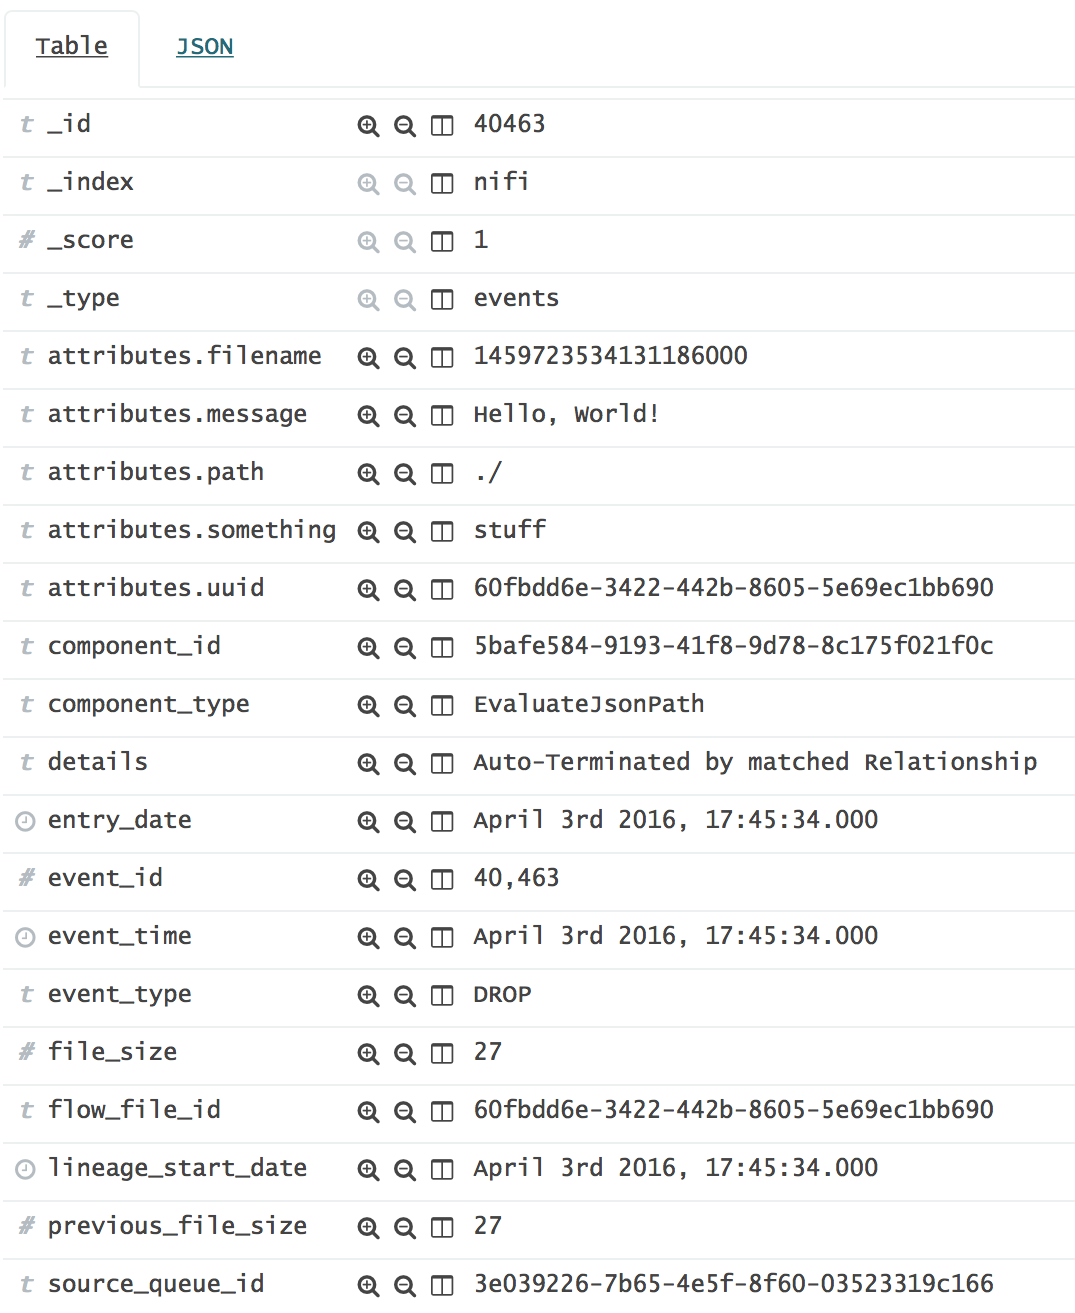 Table JSON
t _id 40463
t _index nifi
# _score 1
t _type events
t attributes.filename 1459723534131186000
t attributes.message Hello, World!
t attributes.path ./
t attributes.something stuff
t attributes.uuid 60fbdd6e-3422-442b-8605-5e69ec1bb690
t component_id 5bafe584-9193-41f8-9d78-8c175f021f0c
t component_type EvaluateJsonPath
t details Auto-Terminated by matched Relationship
entry_date April 3rd 2016, 17:45:34.000
# event_id 40,463
event_time April 3rd 2016, 17:45:34.000
t event_type DROP
# file_size 27
t flow_file_id 60fbdd6e-3422-442b-8605-5e69ec1bb690
lineage_start_date April 3rd 2016, 17:45:34.000
# previous_file_size 27
t source_queue_id 3e039226-7b65-4e5f-8f60-03523319c166